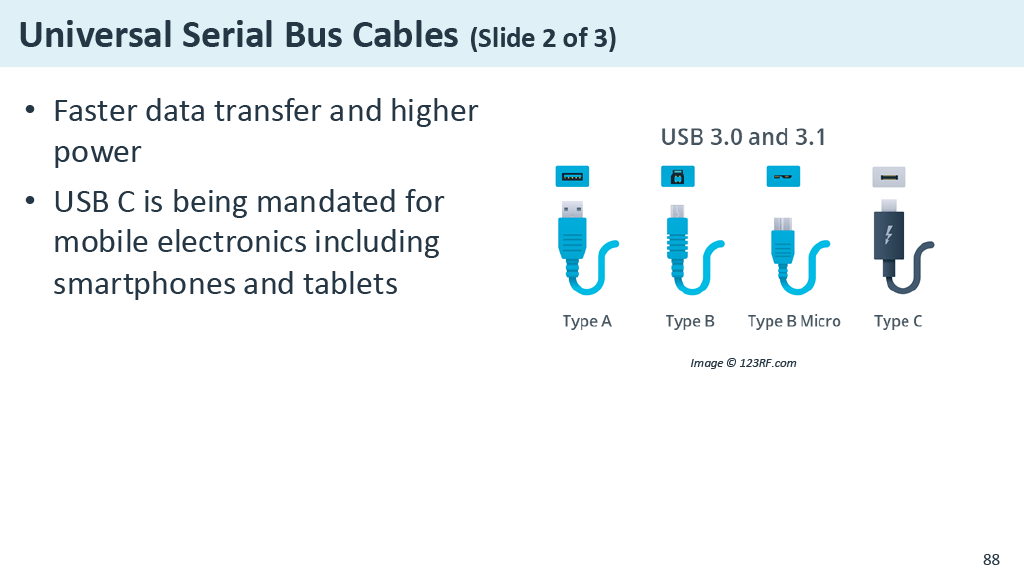 Universal Serial Bus Cables (Slide 2 of 3)
• Faster data transfer and higher
power
• USB C is being mandated for
mobile electronics including
smartphones and tablets
USB 3.0 and 3.1
Type A Type B Type B Micro Type C
Image © 123RF.com
88